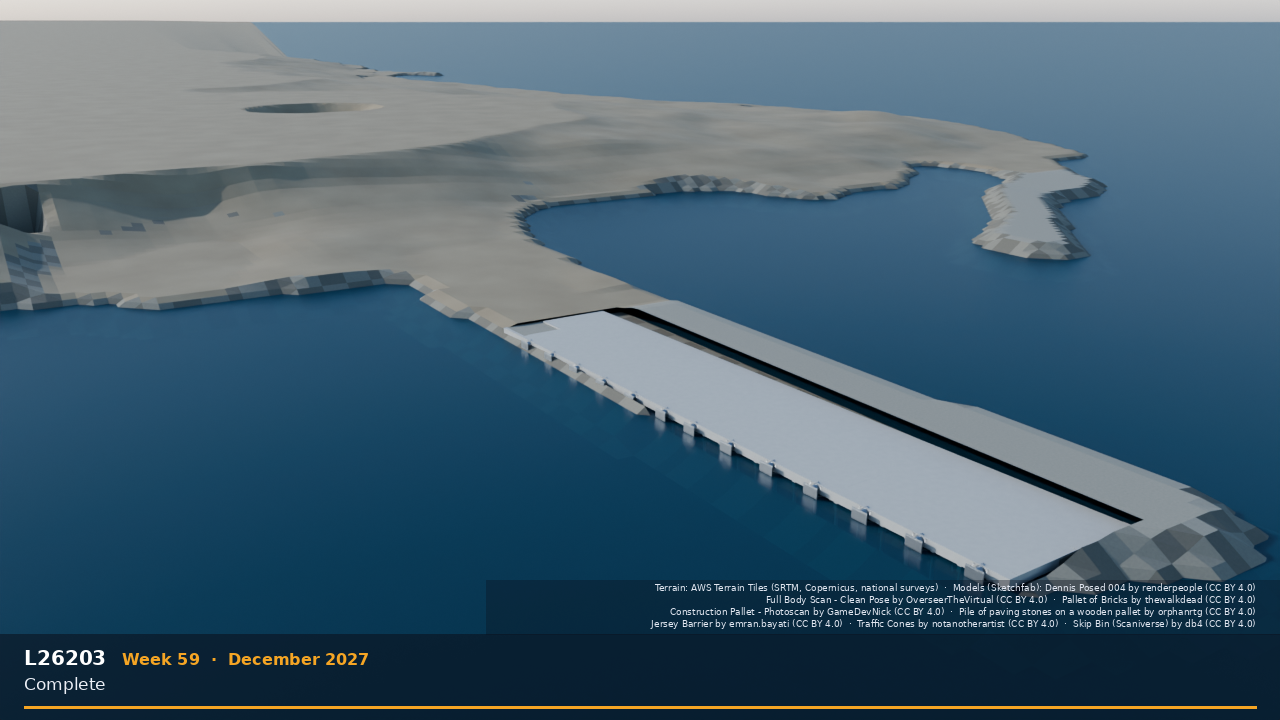 Terrain: AWS Terrain Tiles (SRTM, Copernicus, national surveys)  ·  Models (Sketchfab): Dennis Posed 004 by renderpeople (CC BY 4.0)
Full Body Scan - Clean Pose by OverseerTheVirtual (CC BY 4.0)  ·  Pallet of Bricks by thewalkdead (CC BY 4.0)
Construction Pallet - Photoscan by GameDevNick (CC BY 4.0)  ·  Pile of paving stones on a wooden pallet by orphanrtg (CC BY 4.0)
Jersey Barrier by emran.bayati (CC BY 4.0)  ·  Traffic Cones by notanotherartist (CC BY 4.0)  ·  Skip Bin (Scaniverse) by db4 (CC BY 4.0)
L26203 Week 59 · December 2027
Complete